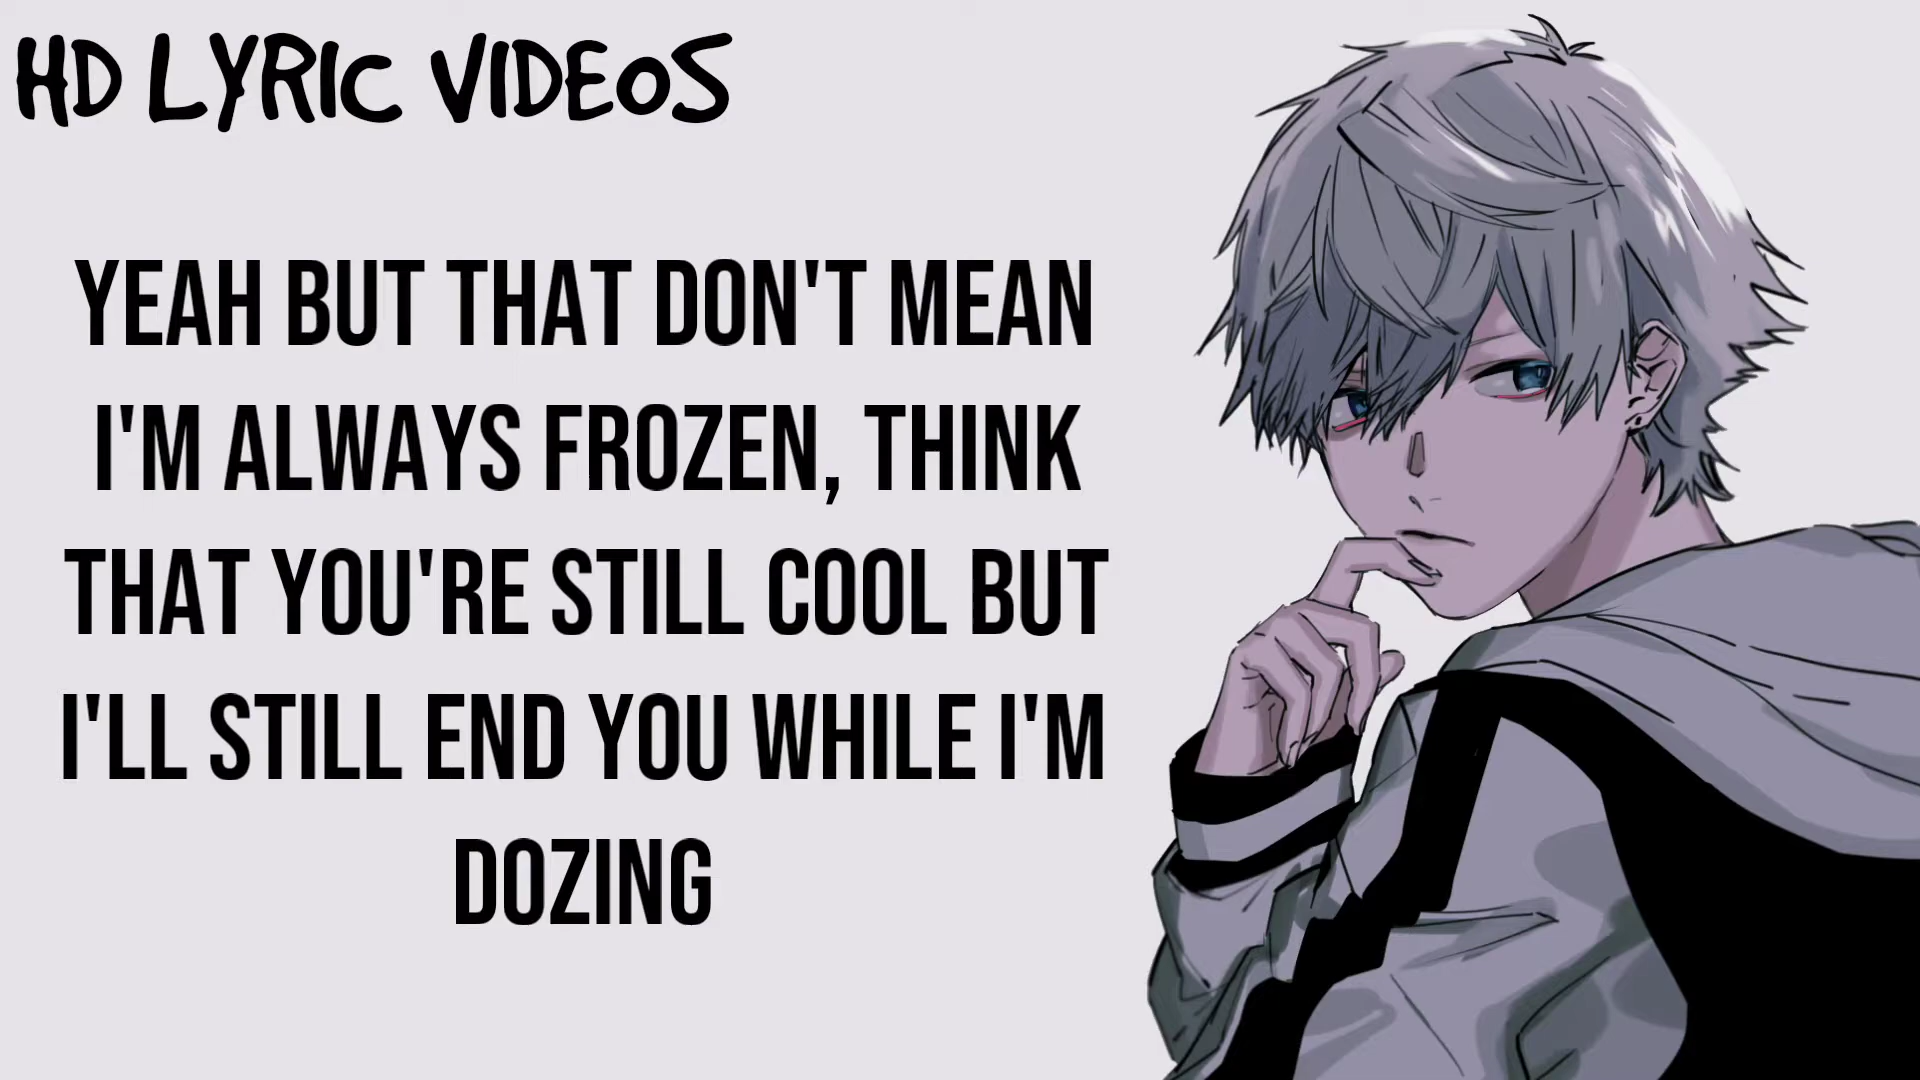 HD LYRIC VIDEOS
YEAH BUT THAT DON'T MEAN
I'M ALWAYS FROZEN, THINK
THAT YOU'RE STILL COOL BUT
I'LL STILL END YOU WHILE I'M
DOZING